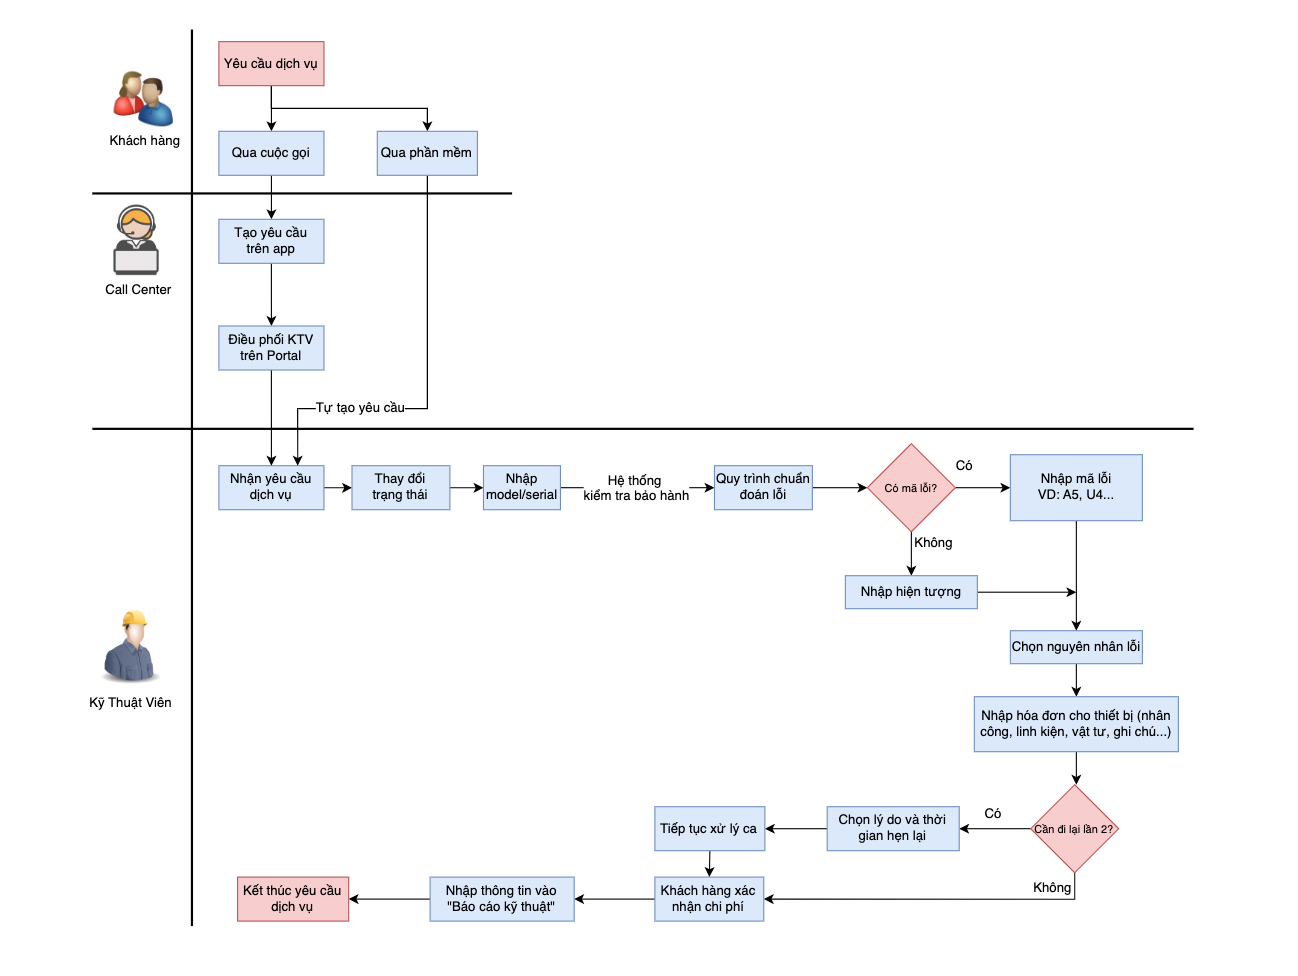 Yêu cầu dịch vụ
Khách hàng
Qua cuộc gọi
Qua phần mềm
Tạo yêu cầu
trên app
Call Center
Điều phối KTV
trên Portal
Tự tạo yêu cầu
Nhận yêu cầu
dịch vụ
Thay đổi
trạng thái
Nhập
model/serial
Hệ thống
kiểm tra bảo hành
Quy trình chuẩn
đoán lỗi
Có mã lỗi?
Có
Nhập mã lỗi
VD: A5, U4...
Không
Nhập hiện tượng
Chọn nguyên nhân lỗi
Kỹ Thuật Viên
Nhập hóa đơn cho thiết bị (nhân
công, linh kiện, vật tư, ghi chú...)
Cần đi lại lần 2?
Có
Chọn lý do và thời
gian hẹn lại
Tiếp tục xử lý ca
Không
Khách hàng xác
nhận chi phí
Nhập thông tin vào
"Báo cáo kỹ thuật"
Kết thúc yêu cầu
dịch vụ